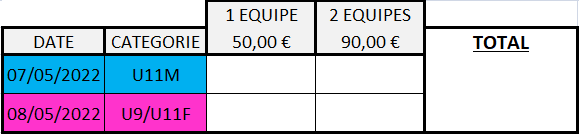 1 EQUIPE 2 EQUIPES
DATE CATEGORIE 50,00 € 90,00 € TOTAL
07/05/2022 U11M
08/05/2022 U9/U11F